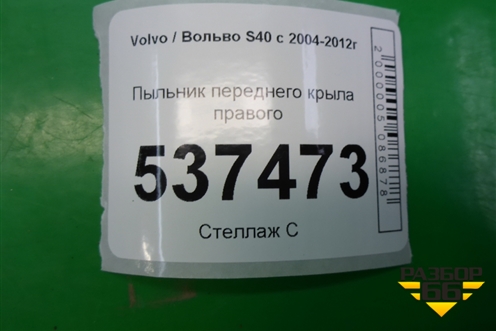 Volvo / Вольво S40 с 2004-2012г
Пыльник переднего крыла
правого
537473
Стеллаж С
2000005086878
РАЗБОР
66